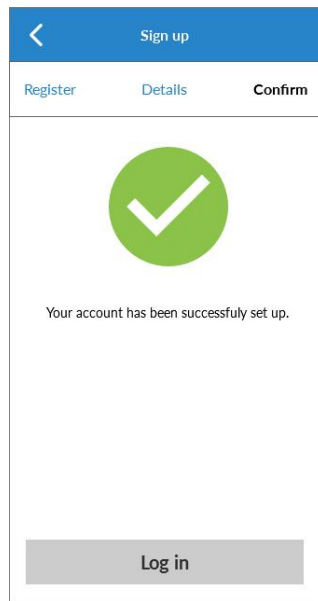 Sign up
Register Details Confirm
Your account has been successfuly set up.
Log in